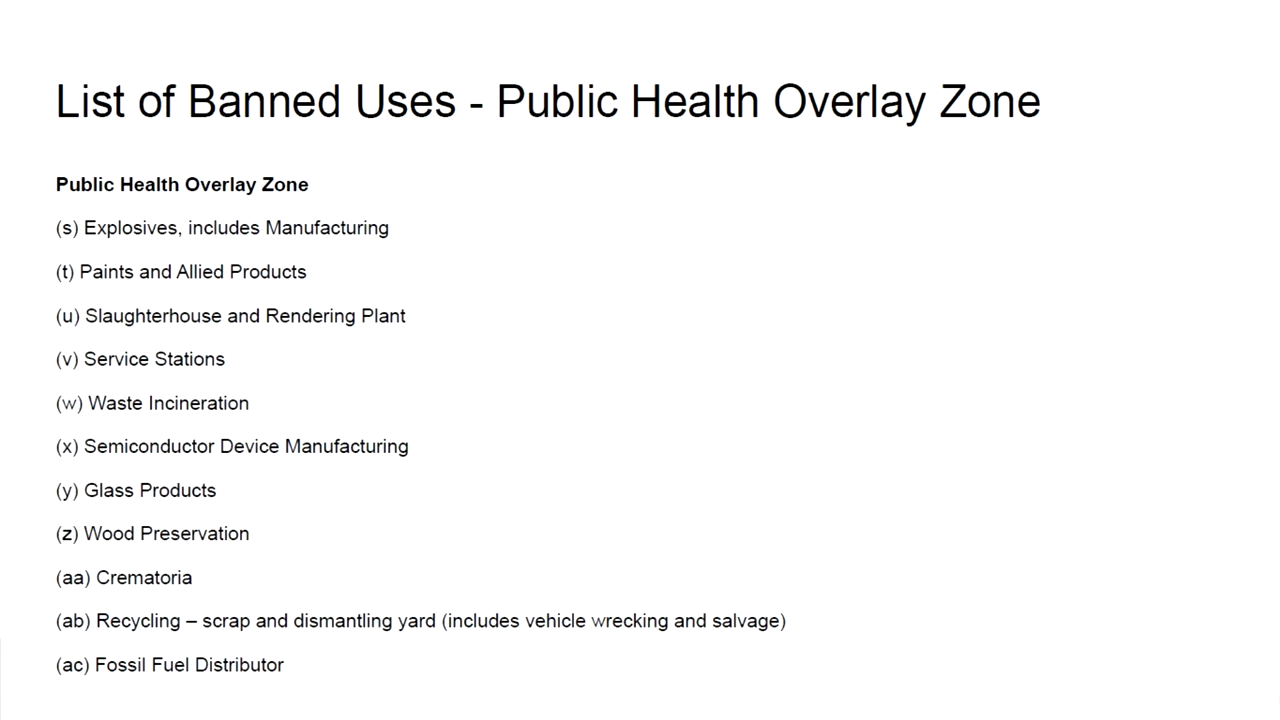 List of Banned Uses - Public Health Overlay Zone
Public Health Overlay Zone
(s) Explosives, includes Manufacturing
(t) Paints and Allied Products
(u) Slaughterhouse and Rendering Plant
(v) Service Stations
(w) Waste Incineration
(x) Semiconductor Device Manufacturing
(y) Glass Products
(z) Wood Preservation
(aa) Crematoria
(ab) Recycling – scrap and dismantling yard (includes vehicle wrecking and salvage)
(ac) Fossil Fuel Distributor